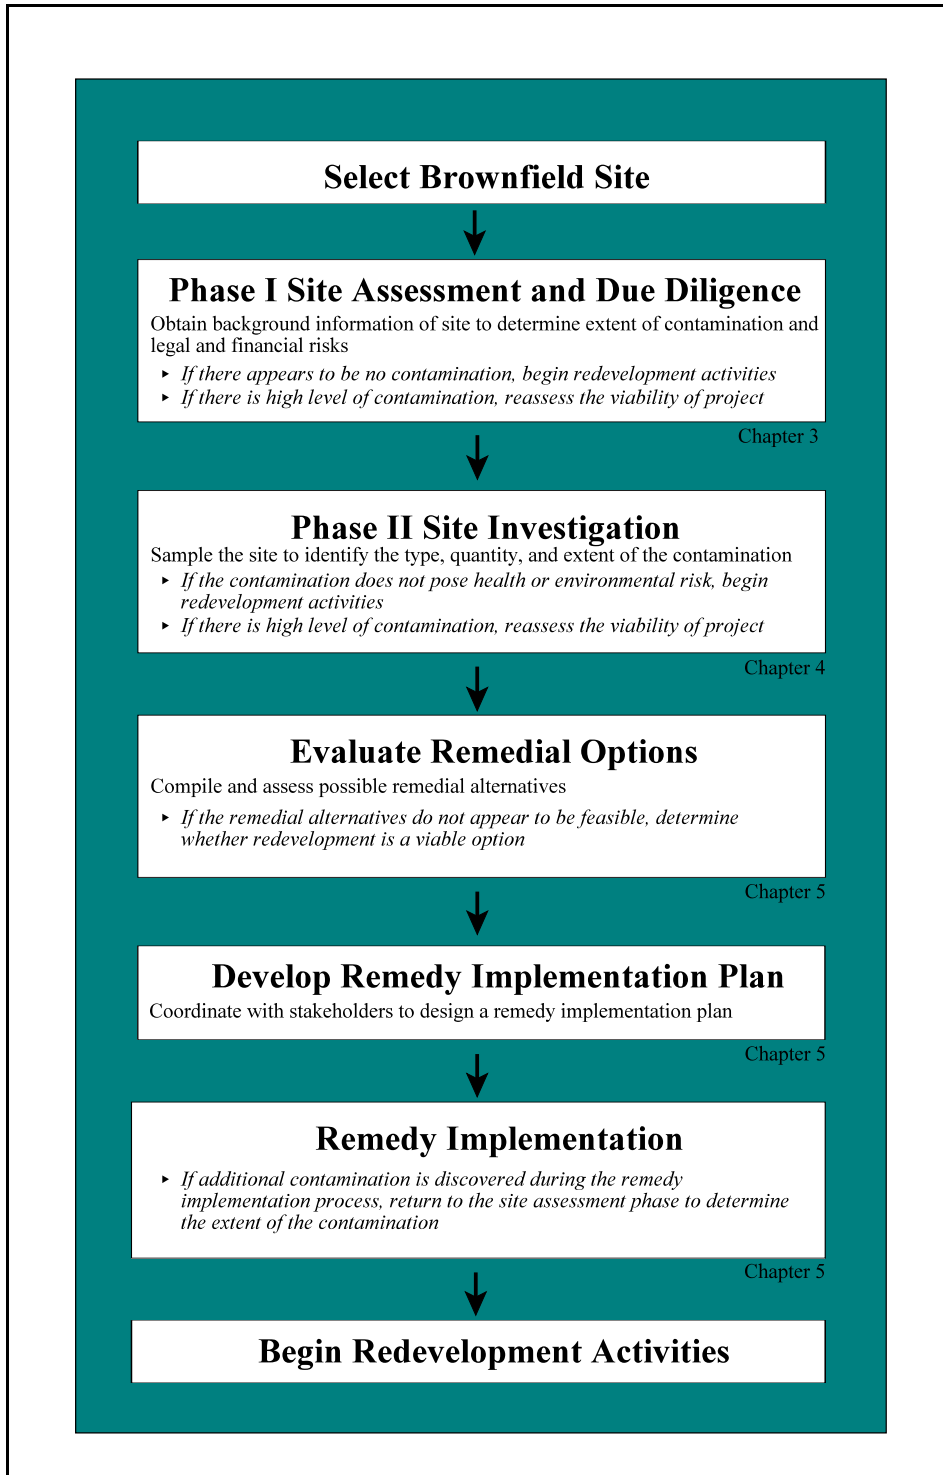 Select Brownfield Site
Phase I Site Assessment and Due Diligence
Obtain background information of site to determine extent of contamination and
legal and financial risks
‣ If there appears to be no contamination, begin redevelopment activities
‣ If there is high level of contamination, reassess the viability of project
Chapter 3
Phase II Site Investigation
Sample the site to identify the type, quantity, and extent of the contamination
‣ If the contamination does not pose health or environmental risk, begin
redevelopment activities
‣ If there is high level of contamination, reassess the viability of project
Chapter 4
Evaluate Remedial Options
Compile and assess possible remedial alternatives
‣ If the remedial alternatives do not appear to be feasible, determine
whether redevelopment is a viable option
Chapter 5
Develop Remedy Implementation Plan
Coordinate with stakeholders to design a remedy implementation plan
Chapter 5
Remedy Implementation
‣ If additional contamination is discovered during the remedy
implementation process, return to the site assessment phase to determine
the extent of the contamination
Chapter 5
Begin Redevelopment Activities